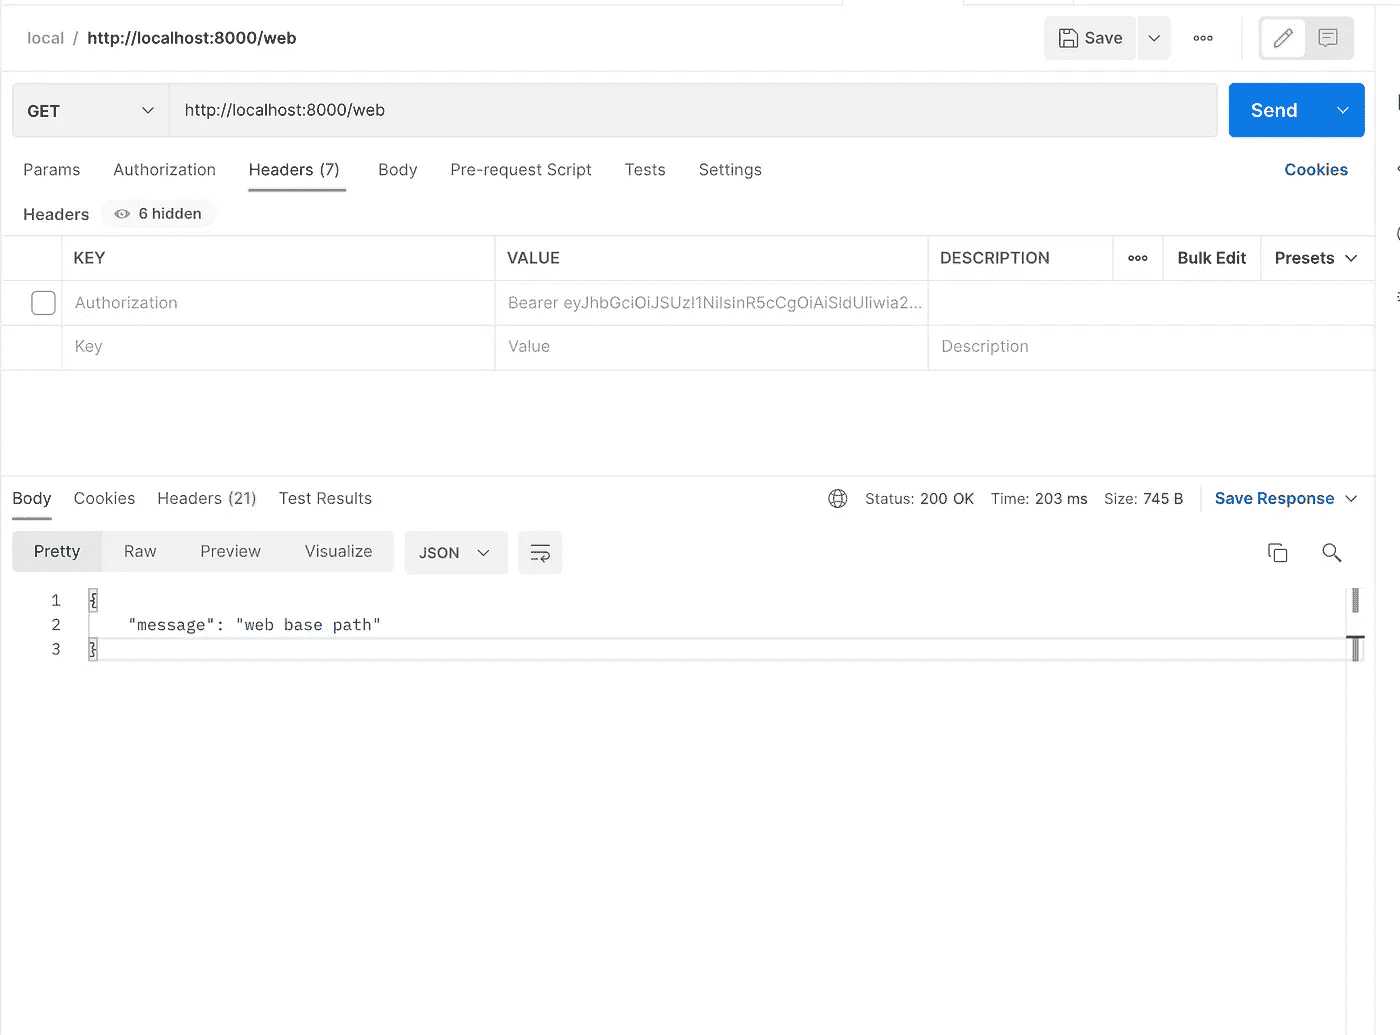 local / http://localhost:8000/web
Save
GET http://localhost:8000/web Send
Params Authorization Headers (7) Body Pre-request Script Tests Settings Cookies
Headers 6 hidden
KEY VALUE DESCRIPTION Bulk Edit Presets
Authorization Bearer
Key Value Description
Body Cookies Headers (21) Test Results Status: 200 OK Time: 203 ms Size: 745 B Save Response
Pretty Raw Preview Visualize JSON
1 {
2 "message": "web base path"
3 }